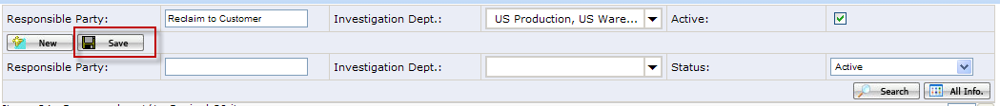 Responsible Party: Reclaim to Customer Investigation Dept.: US Production, US Ware... Active:
New Save
Responsible Party: Investigation Dept.: Status: Active
Search All Info.